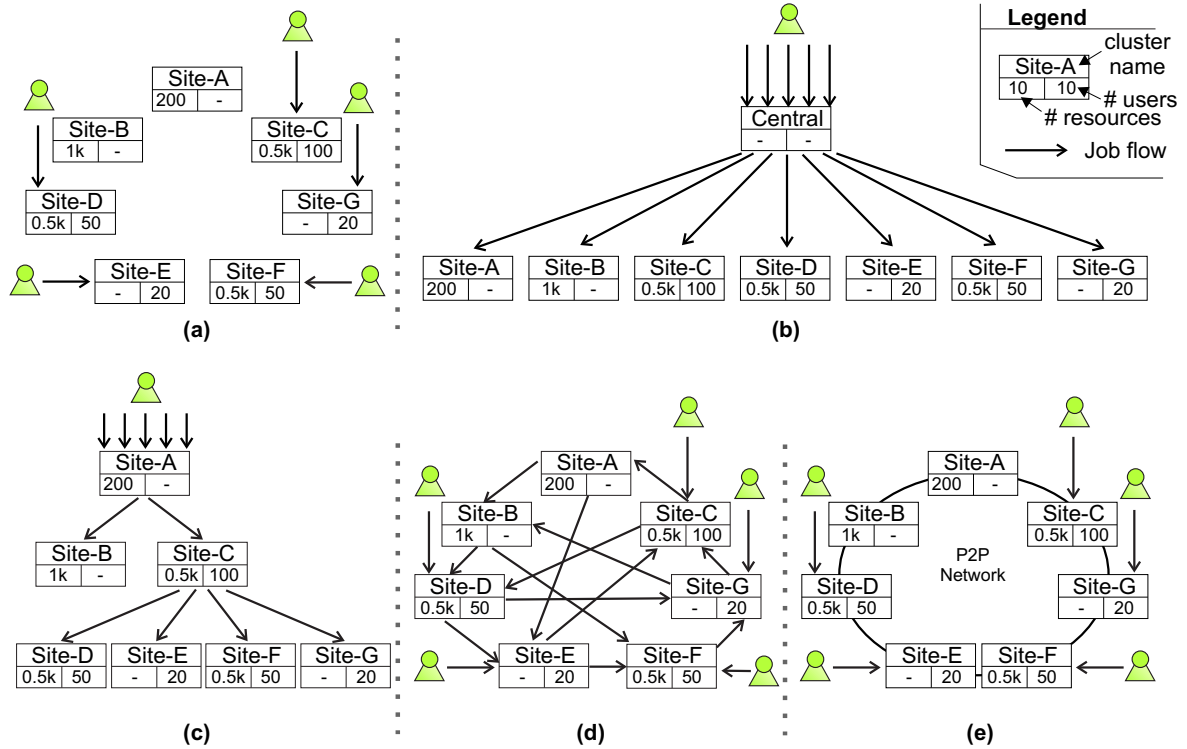 Site-A
200 -
Site-B
1k -
Site-C
0.5k 100
Site-D
0.5k 50
Site-G
- 20
Site-E
- 20
Site-F
0.5k 50
(a)
Central
- -
Site-A
200 -
Site-B
1k -
Site-C
0.5k 100
Site-D
0.5k 50
Site-E
- 20
Site-F
0.5k 50
Site-G
- 20
(b)
Legend
Site-A
10 10
cluster
name
# users
# resources
Job flow
Site-A
200 -
Site-B
1k -
Site-C
0.5k 100
Site-D
0.5k 50
Site-E
- 20
Site-F
0.5k 50
Site-G
- 20
(c)
Site-A
200 -
Site-B
1k -
Site-C
0.5k 100
Site-D
0.5k 50
Site-G
- 20
Site-E
- 20
Site-F
0.5k 50
(d)
Site-A
200 -
Site-B
1k -
Site-C
0.5k 100
P2P
Network
Site-D
0.5k 50
Site-G
- 20
Site-E
- 20
Site-F
0.5k 50
(e)